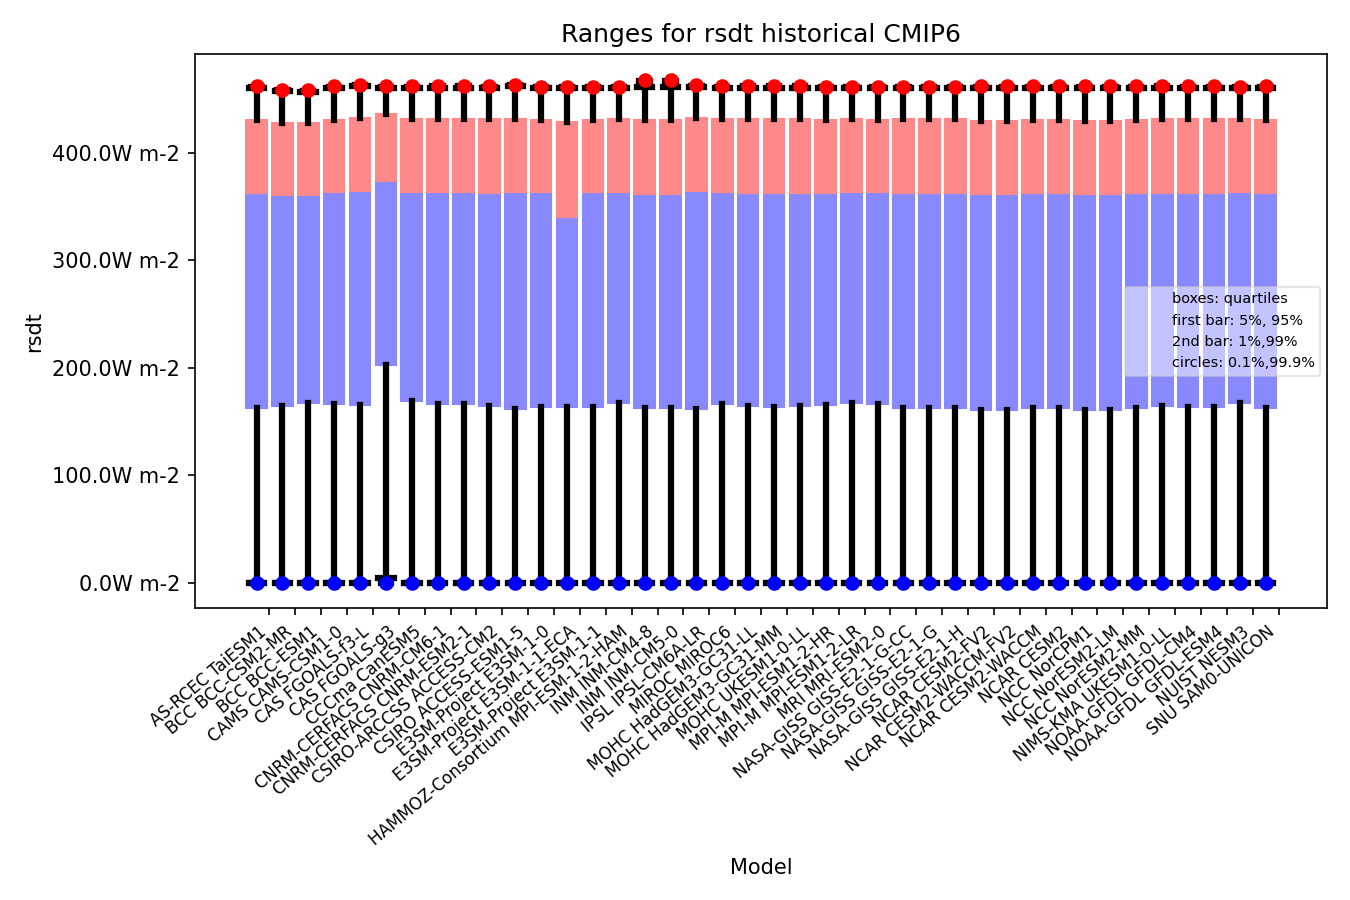 Ranges for rsdt historical CMIP6
400.0W m-2
300.0W m-2
200.0W m-2
100.0W m-2
0.0W m-2
rsdt
boxes: quartiles
first bar: 5%, 95%
2nd bar: 1%,99%
circles: 0.1%,99.9%
AS-RCEC TaiESM1
BCC BCC-CSM2-MR
BCC BCC-ESM1
CAMS CAMS-CSM1-0
CAS FGOALS-f3-L
CAS FGOALS-g3
CCCma CanESM5
CNRM-CERFACS CNRM-CM6-1
CNRM-CERFACS CNRM-ESM2-1
CSIRO-ARCCSS ACCESS-CM2
CSIRO ACCESS-ESM1-5
E3SM-Project E3SM-1-0
E3SM-Project E3SM-1-1-ECA
E3SM-Project E3SM-1-1
HAMMOZ-Consortium MPI-ESM-1-2-HAM
INM INM-CM4-8
INM INM-CM5-0
IPSL IPSL-CM6A-LR
MIROC MIROC6
MOHC HadGEM3-GC31-LL
MOHC HadGEM3-GC31-MM
MOHC UKESM1-0-LL
MPI-M MPI-ESM1-2-HR
MPI-M MPI-ESM1-2-LR
MRI MRI-ESM2-0
NASA-GISS GISS-E2-1-G-CC
NASA-GISS GISS-E2-1-G
NASA-GISS GISS-E2-1-H
NCAR CESM2-FV2
NCAR CESM2-WACCM-FV2
NCAR CESM2-WACCM
NCAR CESM2
NCC NorCPM1
NCC NorESM2-LM
NCC NorESM2-MM
NIMS-KMA UKESM1-0-LL
NOAA-GFDL GFDL-CM4
NOAA-GFDL GFDL-ESM4
NUIST NESM3
SNU SAM0-UNICON
Model